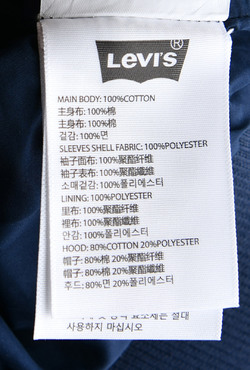 Levi's®
MAIN BODY: 100%COTTON
主身布: 100%棉
主身布: 100%棉
겉감: 100%면
SLEEVES SHELL FABRIC: 100%POLYESTER
袖子面布: 100%聚酯纤维
袖子表布: 100%聚酯纖維
소매겉감: 100%폴리에스터
LINING: 100%POLYESTER
里布: 100%聚酯纤维
裡布: 100%聚酯纖維
안감: 100%폴리에스터
HOOD: 80%COTTON 20%POLYESTER
帽子: 80%棉 20%聚酯纤维
帽子: 80%棉 20%聚酯纖維
후드: 80%면 20%폴리에스터
표소세는 절대
사용하지 마십시오